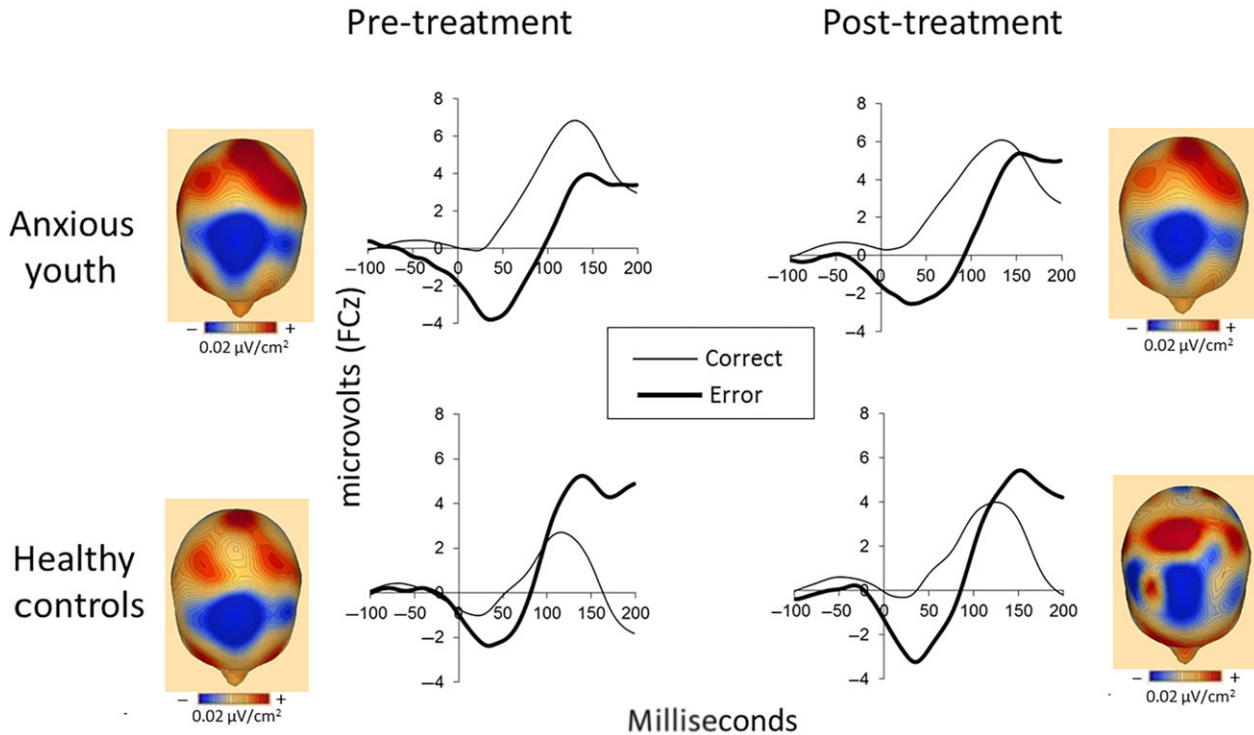 Pre-treatment
Post-treatment
Anxious
youth
– +
0.02 µV/cm²
8
6
4
2
0
–2
–4
–100 –50 0 50 100 150 200
8
6
4
2
0
–2
–4
–100 –50 0 50 100 150 200
– +
0.02 µV/cm²
microvolts (FCz)
Correct
Error
Healthy
controls
– +
0.02 µV/cm²
8
6
4
2
0
–2
–4
–100 –50 0 50 100 150 200
8
6
4
2
0
–2
–4
–100 –50 0 50 100 150 200
– +
0.02 µV/cm²
Milliseconds